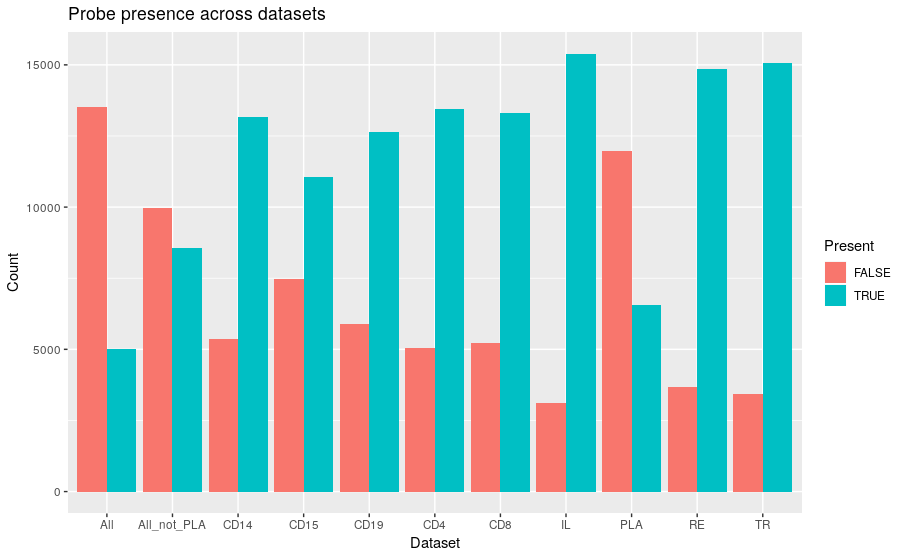 Probe presence across datasets
15000
10000
5000
0
Count
All All_not_PLA CD14 CD15 CD19 CD4 CD8 IL PLA RE TR
Dataset
Present
FALSE
TRUE